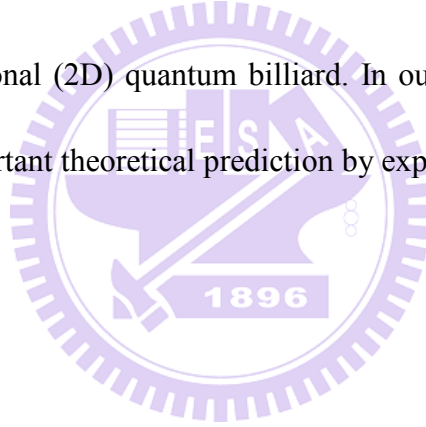 onal (2D) quantum billiard. In ou
rtant theoretical prediction by exp
E S A
1896